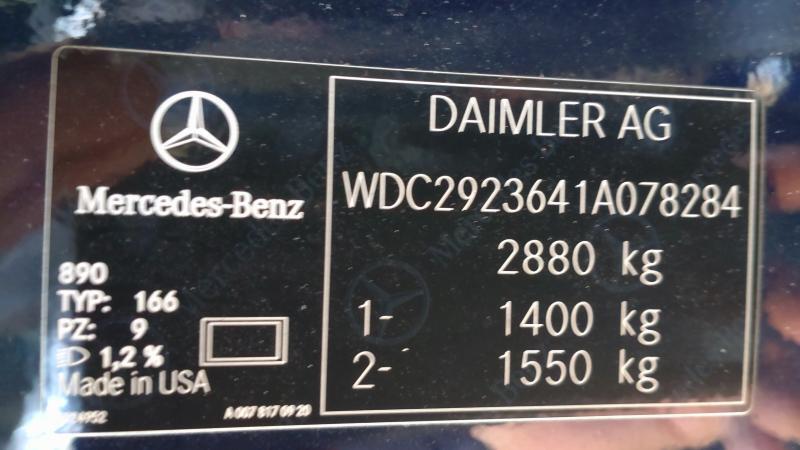 Mercedes-Benz
890
TYP: 166
PZ: 9
1,2 %
Made in USA
A 007 817 09 20
DAIMLER AG
WDC2923641A078284
2880 kg
1- 1400 kg
2- 1550 kg